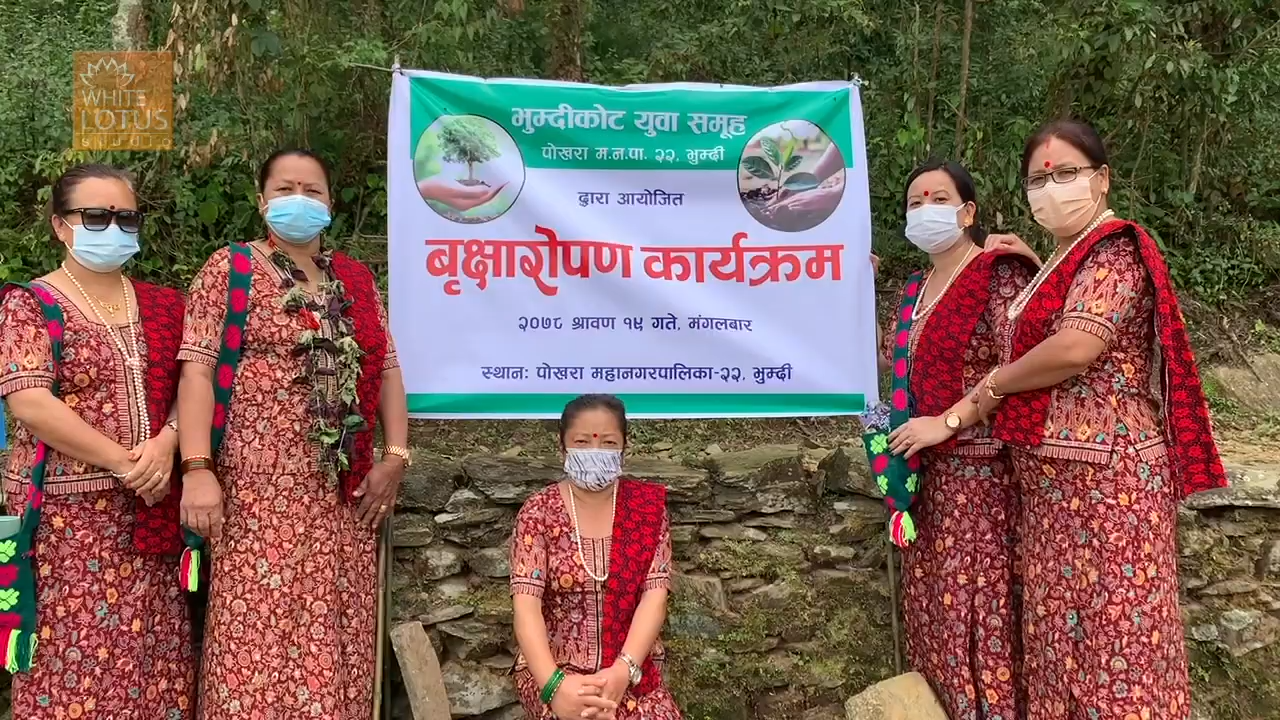 WHITE
LOTUS
भुम्दीकोट युवा समूह
पोखरा म.न.पा. २२, भुम्दी
द्वारा आयोजित
बृक्षारोपण कार्यक्रम
२०७८ श्रावण १९ गते, मंगलबार
स्थान: पोखरा महानगरपालिका-२२, भुम्दी